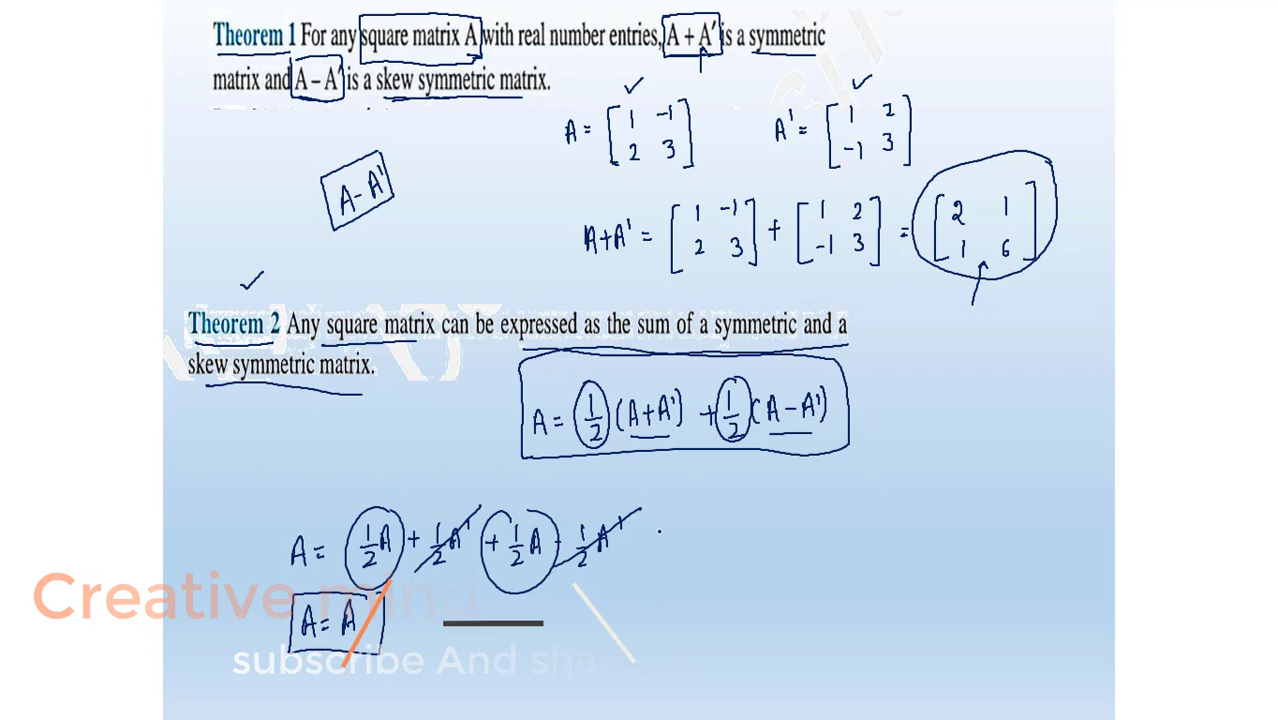 Theorem 1 For any square matrix A with real number entries, A + A′ is a symmetric
matrix and A – A′ is a skew symmetric matrix.
A = [ 1 -1 ; 2 3 ] A' = [ 1 2 ; -1 3 ]
A - A'
A+A' = [ 1 -1 ; 2 3 ] + [ 1 2 ; -1 3 ] = [ 2 1 ; 1 6 ]
Theorem 2 Any square matrix can be expressed as the sum of a symmetric and a
skew symmetric matrix.
A = 1/2 (A+A') + 1/2 (A-A')
A = 1/2 A + 1/2 A' + 1/2 A - 1/2 A'
Creative mind
A = A
subscribe And sha